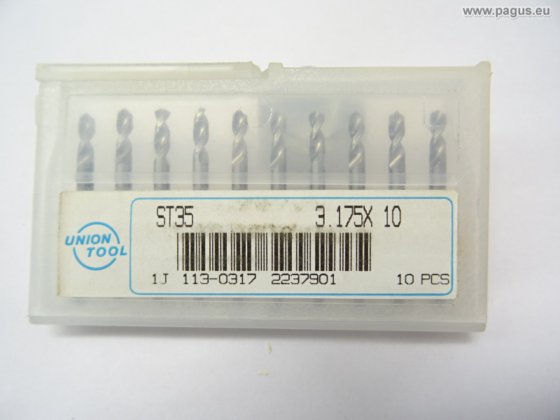 www.pagus.eu
ST35 3.175X 10
UNION
TOOL
1J 113-0317 2237901 10 PCS